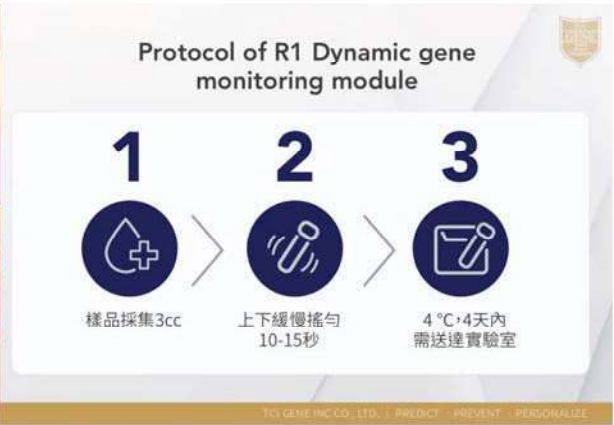 Protocol of R1 Dynamic gene
monitoring module
1
2
3
樣品採集3cc
上下緩慢搖勻
10-15秒
4 °C,4天內
需送達實驗室
TCI GENE INC CO., LTD. | PREDICT · PREVENT · PERSONALIZE